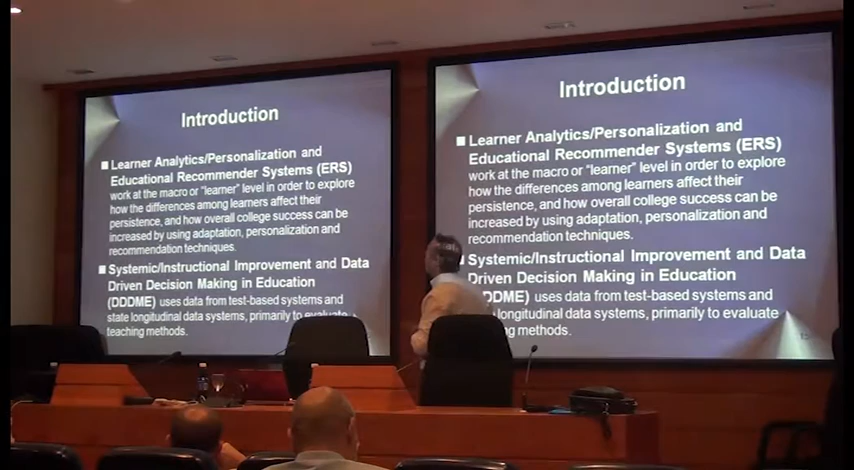 Introduction
■ Learner Analytics/Personalization and
Educational Recommender Systems (ERS)
work at the macro or "learner" level in order to explore
how the differences among learners affect their
persistence, and how overall college success can be
increased by using adaptation, personalization and
recommendation techniques.
■ Systemic/Instructional Improvement and Data
Driven Decision Making in Education
(DDDME) uses data from test-based systems and
state longitudinal data systems, primarily to evaluate
teaching methods.
Introduction
■ Learner Analytics/Personalization and
Educational Recommender Systems (ERS)
work at the macro or "learner" level in order to explore
how the differences among learners affect their
persistence, and how overall college success can be
increased by using adaptation, personalization and
recommendation techniques.
Systemic/Instructional Improvement and Data
Driven Decision Making in Education
(DDDME) uses data from test-based systems and
longitudinal data systems, primarily to evaluate
methods.